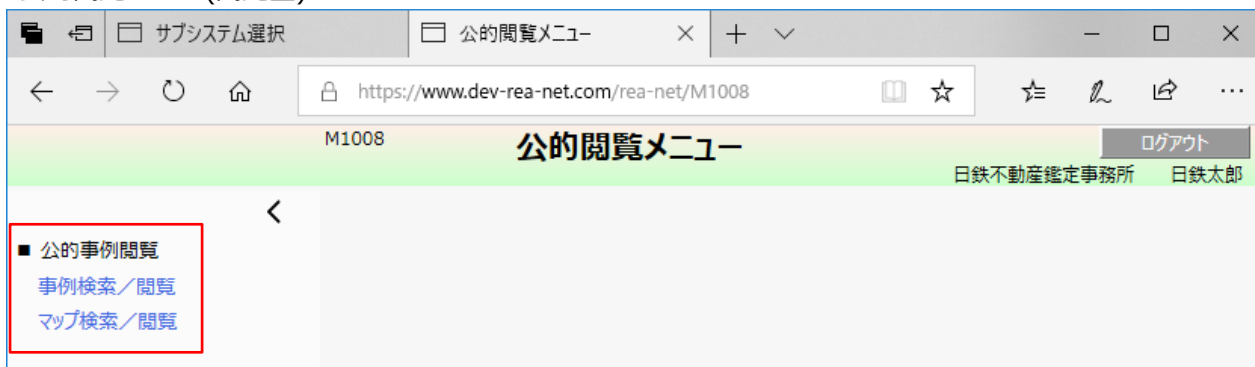 サブシステム選択
公的閲覧メニュー
https://www.dev-rea-net.com/rea-net/M1008
M1008
公的閲覧メニュー
ログアウト
日鉄不動産鑑定事務所 日鉄太郎
■ 公的事例閲覧
事例検索／閲覧
マップ検索／閲覧